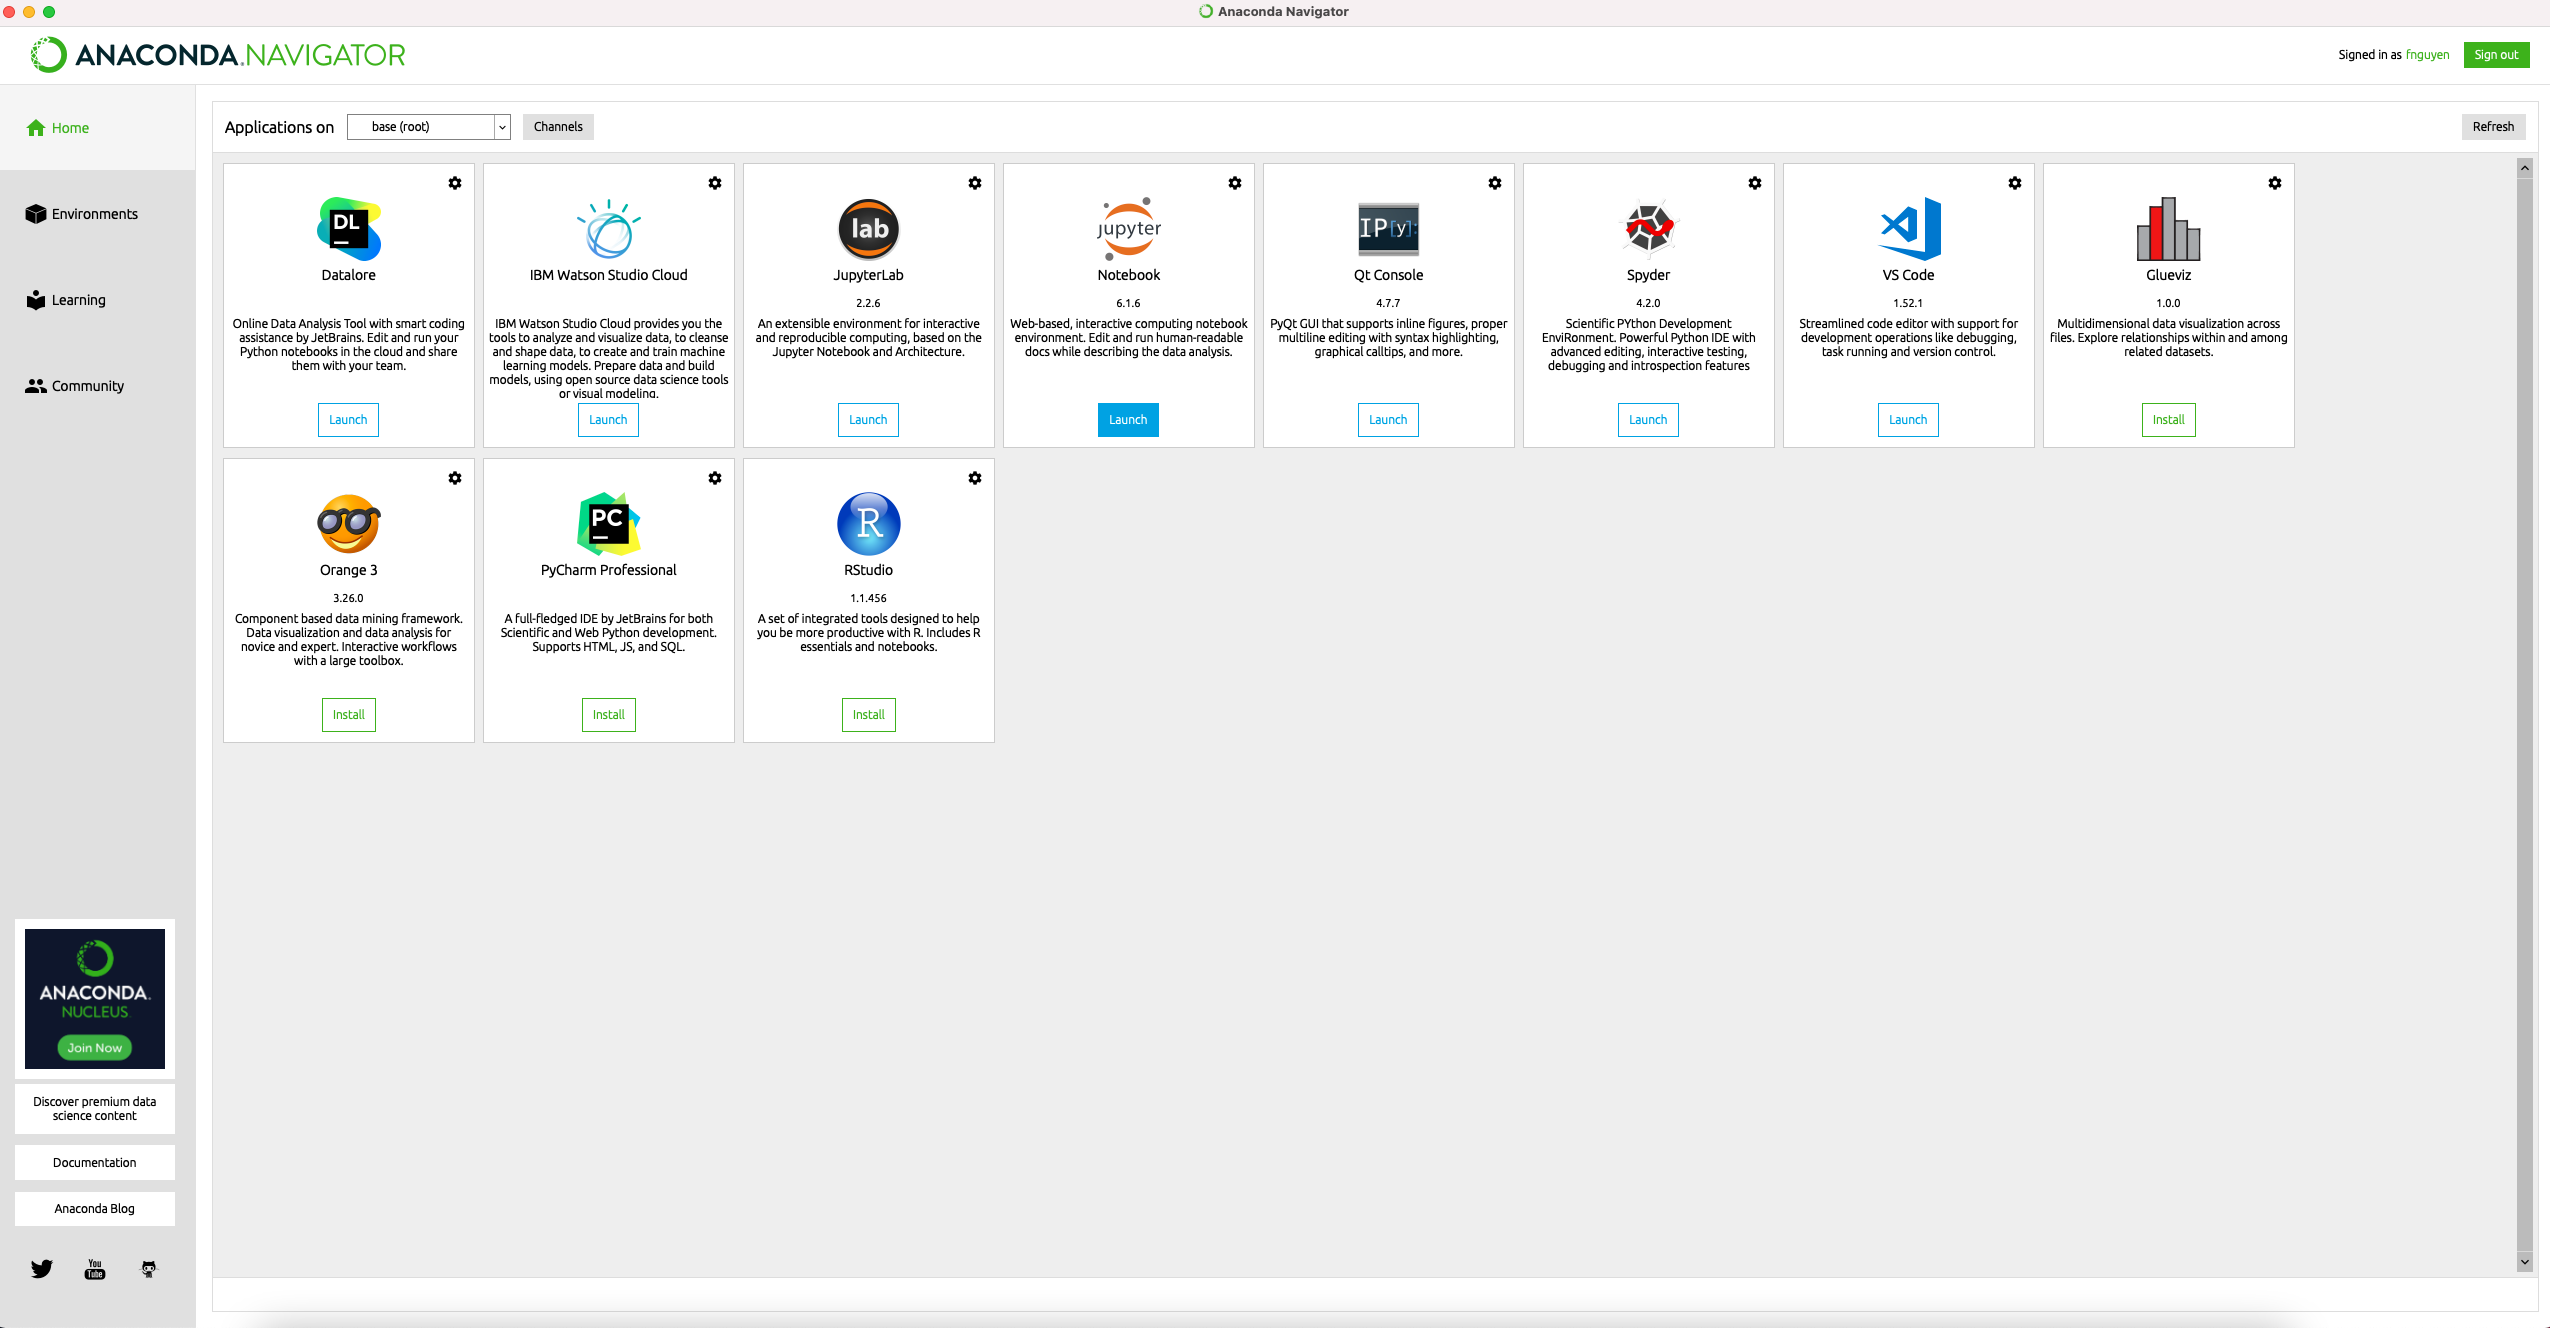 Anaconda Navigator
ANACONDA.NAVIGATOR
Signed in as fnguyen
Sign out
Home
Environments
Learning
Community
Applications on
base (root)
Channels
Refresh
DL
Datalore
Online Data Analysis Tool with smart coding
assistance by JetBrains. Edit and run your
Python notebooks in the cloud and share
them with your team.
Launch
IBM Watson Studio Cloud
IBM Watson Studio Cloud provides you the
tools to analyze and visualize data, to cleanse
and shape data, to create and train machine
learning models. Prepare data and build
models, using open source data science tools
or visual modeling.
Launch
lab
JupyterLab
2.2.6
An extensible environment for interactive
and reproducible computing, based on the
Jupyter Notebook and Architecture.
Launch
jupyter
Notebook
6.1.6
Web-based, interactive computing notebook
environment. Edit and run human-readable
docs while describing the data analysis.
Launch
IP[y]:
Qt Console
4.7.7
PyQt GUI that supports inline figures, proper
multiline editing with syntax highlighting,
graphical calltips, and more.
Launch
Spyder
4.2.0
Scientific PYthon Development
EnviRonment. Powerful Python IDE with
advanced editing, interactive testing,
debugging and introspection features
Launch
VS Code
1.52.1
Streamlined code editor with support for
development operations like debugging,
task running and version control.
Launch
Glueviz
1.0.0
Multidimensional data visualization across
files. Explore relationships within and among
related datasets.
Install
Orange 3
3.26.0
Component based data mining framework.
Data visualization and data analysis for
novice and expert. Interactive workflows
with a large toolbox.
Install
PC
PyCharm Professional
A full-fledged IDE by JetBrains for both
Scientific and Web Python development.
Supports HTML, JS, and SQL.
Install
R
RStudio
1.1.456
A set of integrated tools designed to help
you be more productive with R. Includes R
essentials and notebooks.
Install
ANACONDA.
NUCLEUS
Join Now
Discover premium data
science content
Documentation
Anaconda Blog
You
Tube